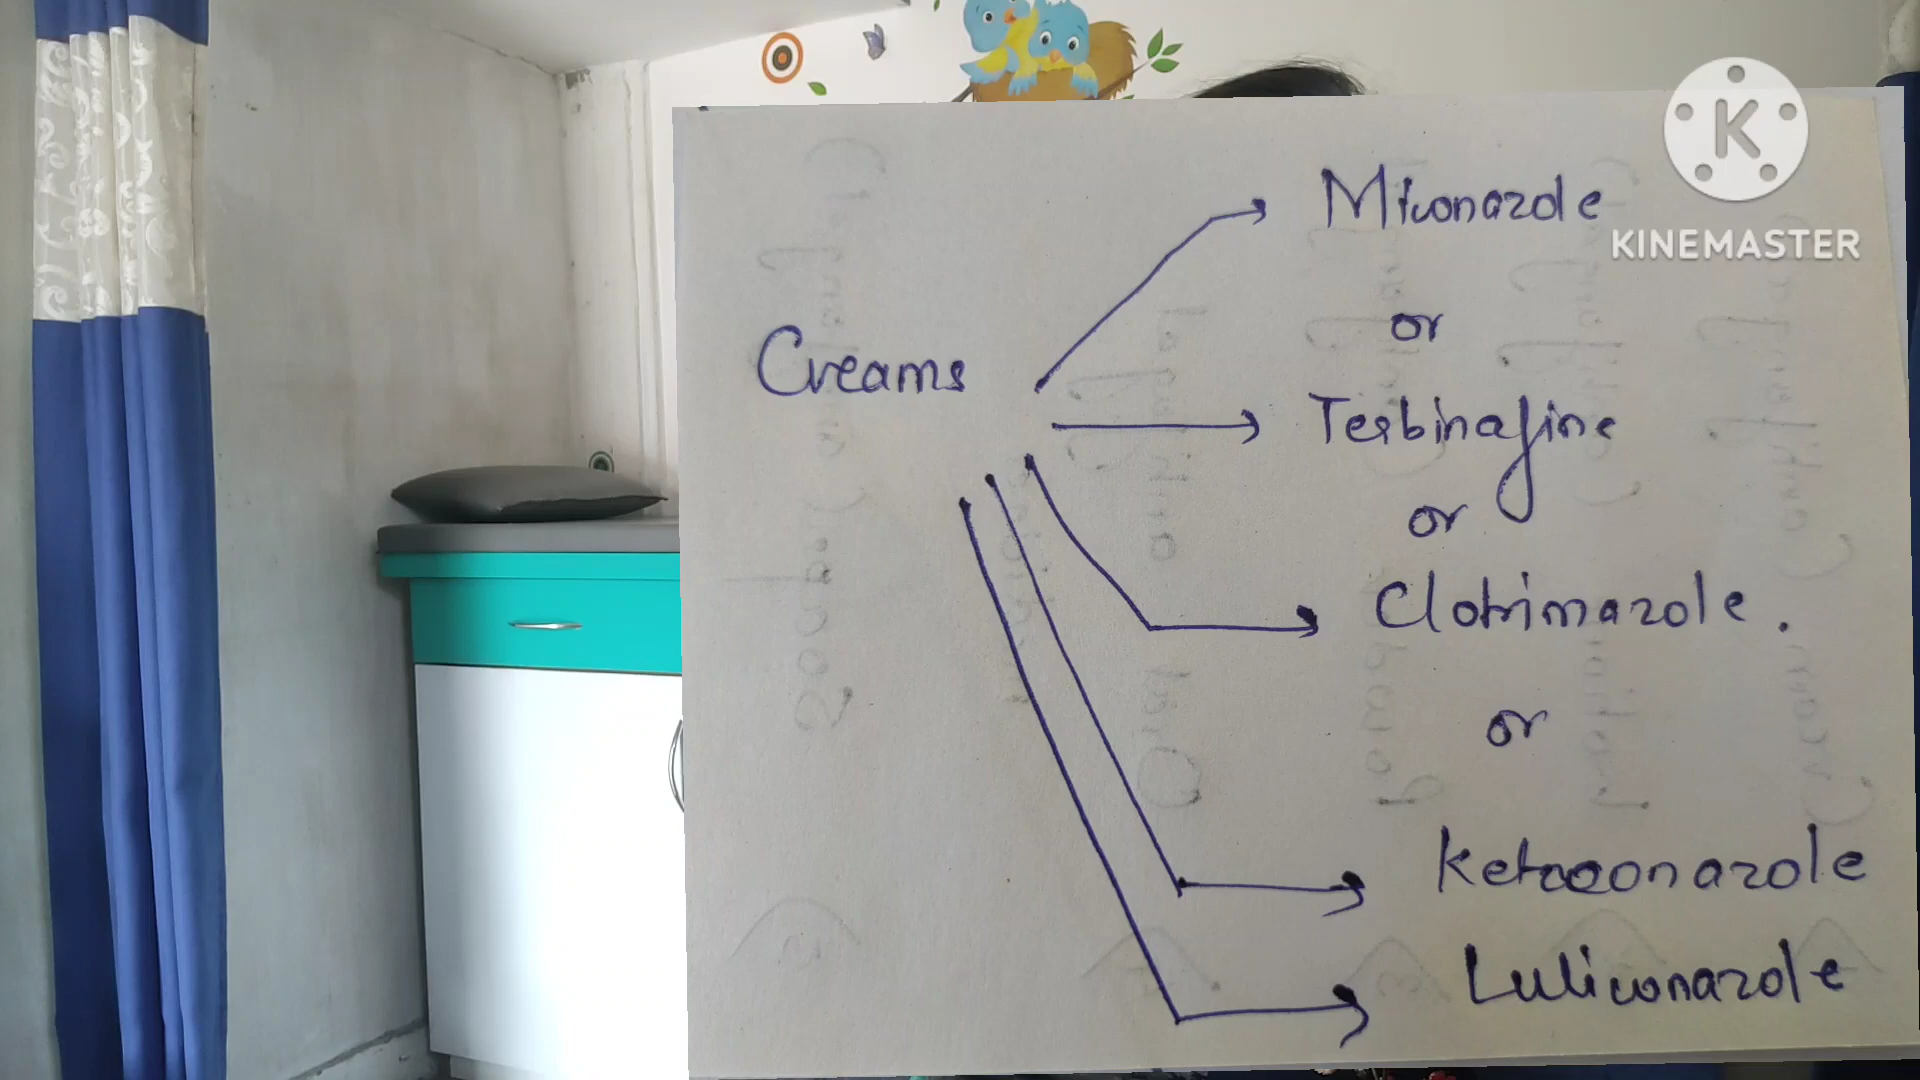 Miconazole
KINEMASTER
or
Creams
Terbinafine
or
Clotrimazole.
or
Ketoconazole
Luliconazole